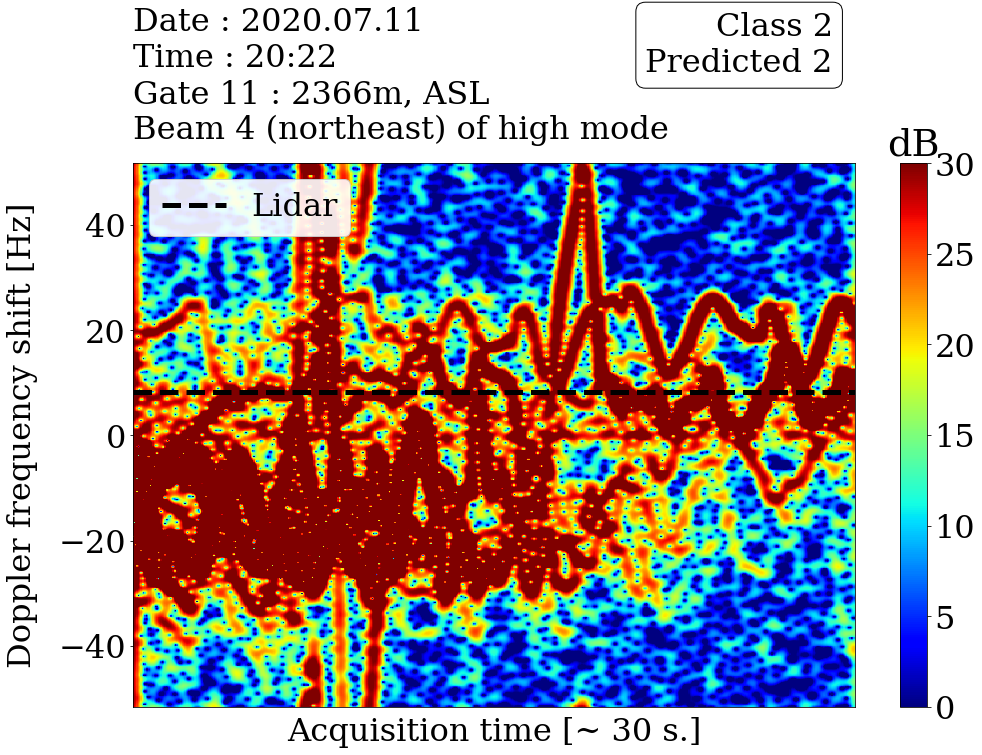 Date : 2020.07.11
Time : 20:22
Gate 11 : 2366m, ASL
Beam 4 (northeast) of high mode
Class 2
Predicted 2
dB
Lidar
Doppler frequency shift [Hz]
40
20
0
−20
−40
Acquisition time [~ 30 s.]
30
25
20
15
10
5
0